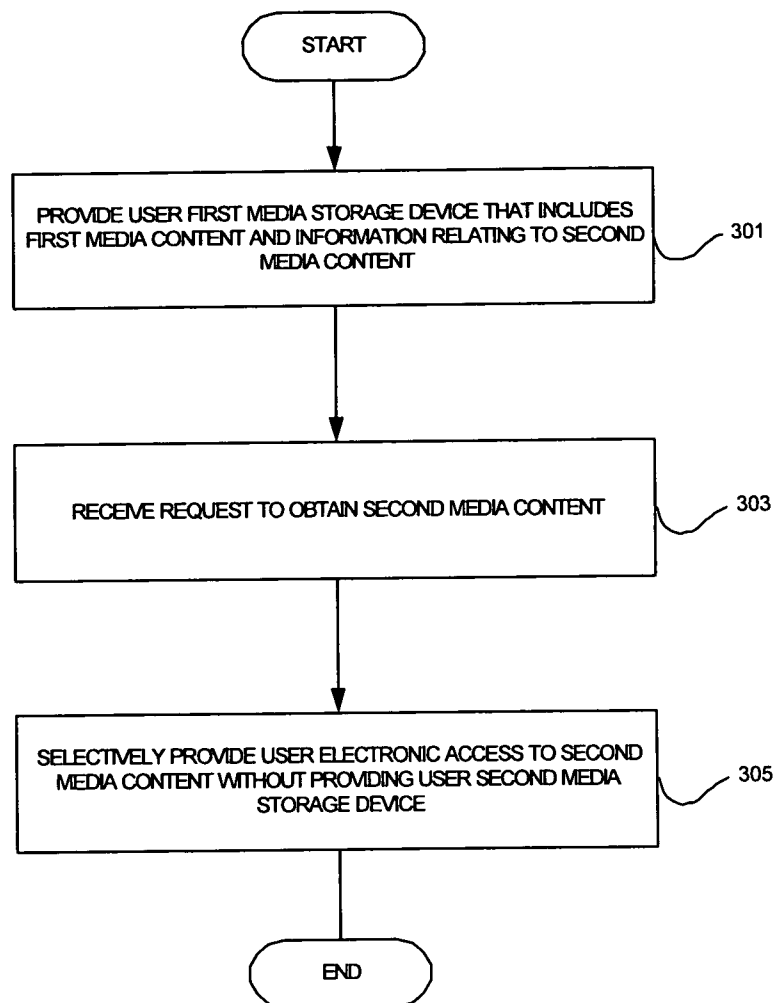 START
PROVIDE USER FIRST MEDIA STORAGE DEVICE THAT INCLUDES
FIRST MEDIA CONTENT AND INFORMATION RELATING TO SECOND
MEDIA CONTENT
301
RECEIVE REQUEST TO OBTAIN SECOND MEDIA CONTENT
303
SELECTIVELY PROVIDE USER ELECTRONIC ACCESS TO SECOND
MEDIA CONTENT WITHOUT PROVIDING USER SECOND MEDIA
STORAGE DEVICE
305
END